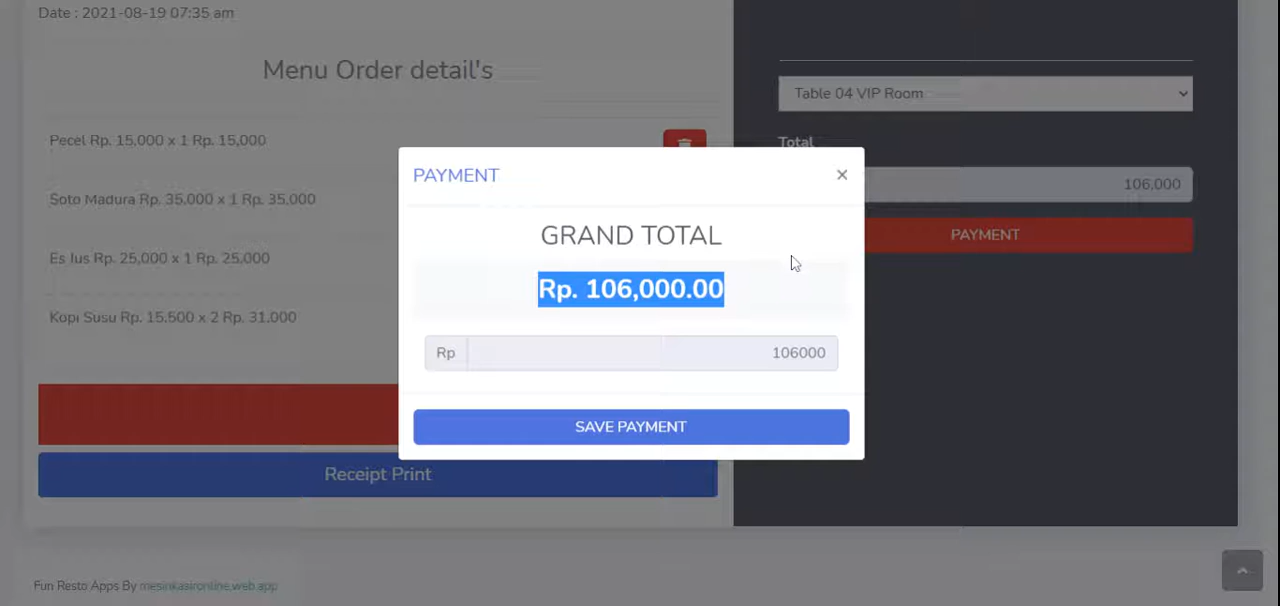 Date : 2021-08-19 07:35 am
Menu Order detail's
Pecel Rp. 15,000 x 1 Rp. 15,000
Soto Madura Rp. 35,000 x 1 Rp. 35,000
Es Ius Rp. 25,000 x 1 Rp. 25,000
Kopi Susu Rp. 15,500 x 2 Rp. 31,000
Receipt Print
Table 04 VIP Room
Total
106,000
PAYMENT
PAYMENT
×
GRAND TOTAL
Rp. 106,000.00
Rp 106000
SAVE PAYMENT
Fun Resto Apps By mesinkasironline.web.app